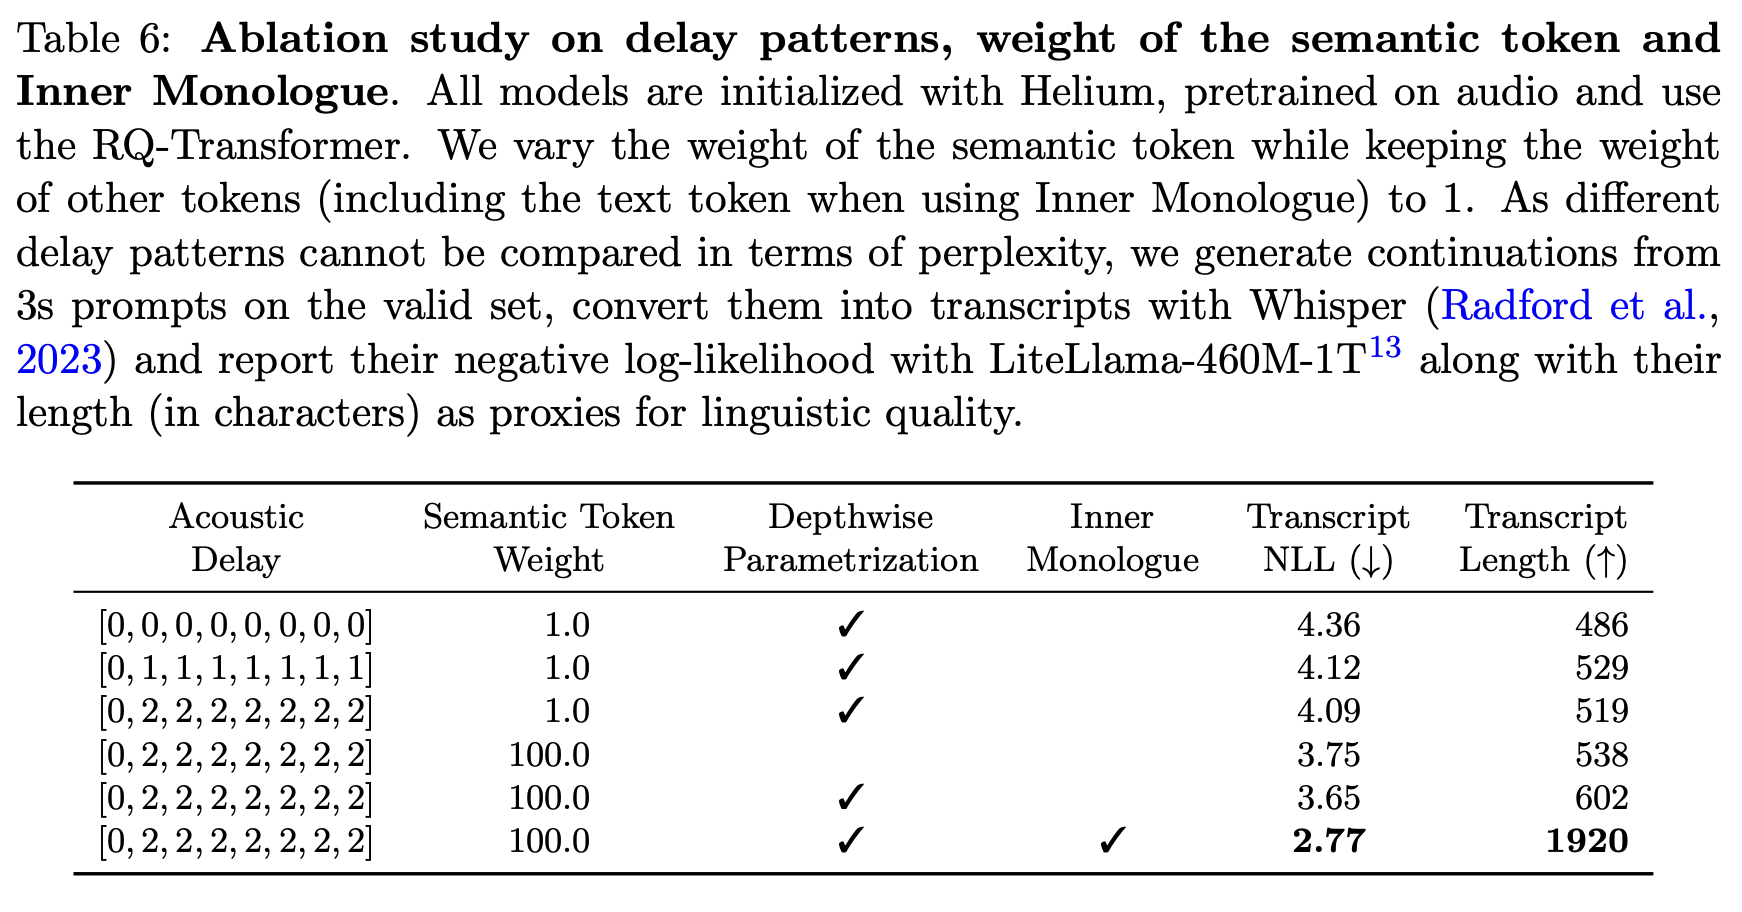 Table 6: Ablation study on delay patterns, weight of the semantic token and
Inner Monologue. All models are initialized with Helium, pretrained on audio and use
the RQ-Transformer. We vary the weight of the semantic token while keeping the weight
of other tokens (including the text token when using Inner Monologue) to 1. As different
delay patterns cannot be compared in terms of perplexity, we generate continuations from
3s prompts on the valid set, convert them into transcripts with Whisper (Radford et al.,
2023) and report their negative log-likelihood with LiteLlama-460M-1T¹³ along with their
length (in characters) as proxies for linguistic quality.
Acoustic Semantic Token Depthwise Inner Transcript Transcript
Delay Weight Parametrization Monologue NLL (↓) Length (↑)
[0, 0, 0, 0, 0, 0, 0, 0] 1.0 ✓ 4.36 486
[0, 1, 1, 1, 1, 1, 1, 1] 1.0 ✓ 4.12 529
[0, 2, 2, 2, 2, 2, 2, 2] 1.0 ✓ 4.09 519
[0, 2, 2, 2, 2, 2, 2, 2] 100.0 3.75 538
[0, 2, 2, 2, 2, 2, 2, 2] 100.0 ✓ 3.65 602
[0, 2, 2, 2, 2, 2, 2, 2] 100.0 ✓ ✓ 2.77 1920